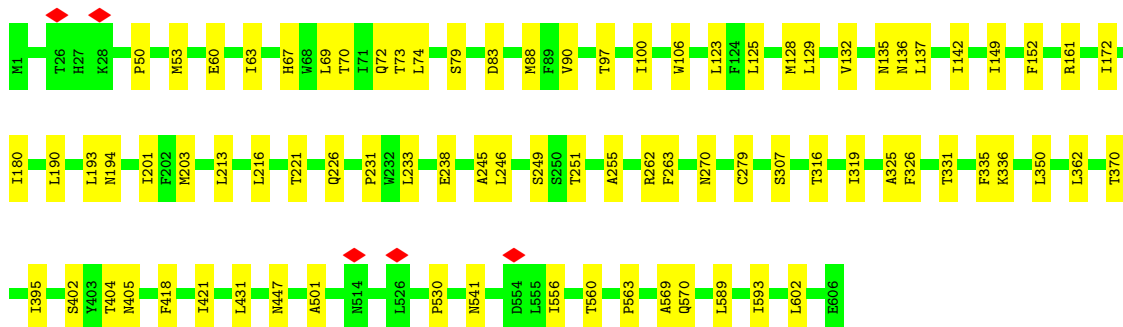 M1 T26 H27 K28 P50 M53 E60 I63 H67 W68 L69 T70 I71 Q72 T73 L74 S79 D83 M88 F89 V90 T97 I100 W106 L123 F124 L125 M128 L129 V132 N135 N136 L137 I142 I149 F152 R161 I172
I180 L190 L193 N194 I201 F202 M203 L213 L216 T221 Q226 P231 W232 L233 E238 A245 L246 S249 S250 T251 A255 R262 F263 N270 C279 S307 T316 I319 A325 F326 T331 F335 K336 L350 L362 T370
I395 S402 Y403 T404 N405 F418 I421 L431 N447 A501 N514 L526 P530 N541 D554 L555 I556 T560 P563 A569 Q570 L589 I593 L602 E606